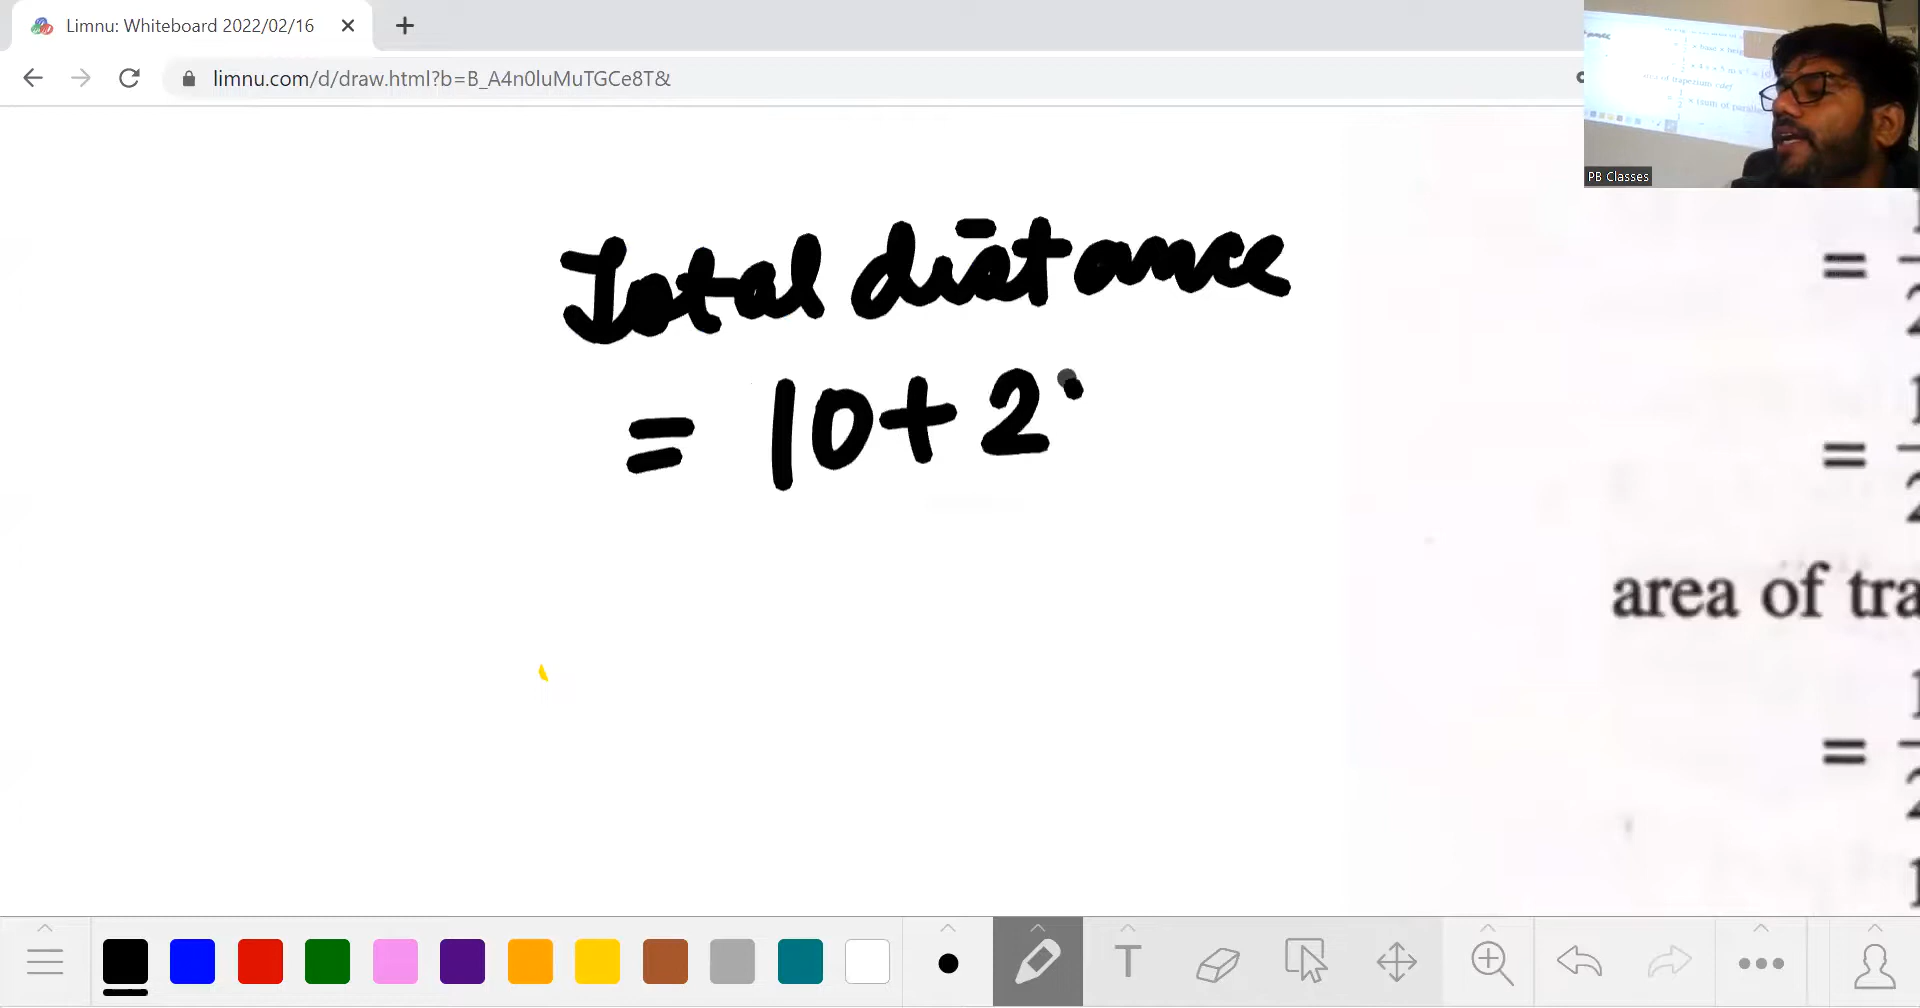 Limnu: Whiteboard 2022/02/16
limnu.com/d/draw.html?b=B_A4n0luMuTGCe8T&
PB Classes
Total distance
= 10+2
=
=
area of tra
=
T